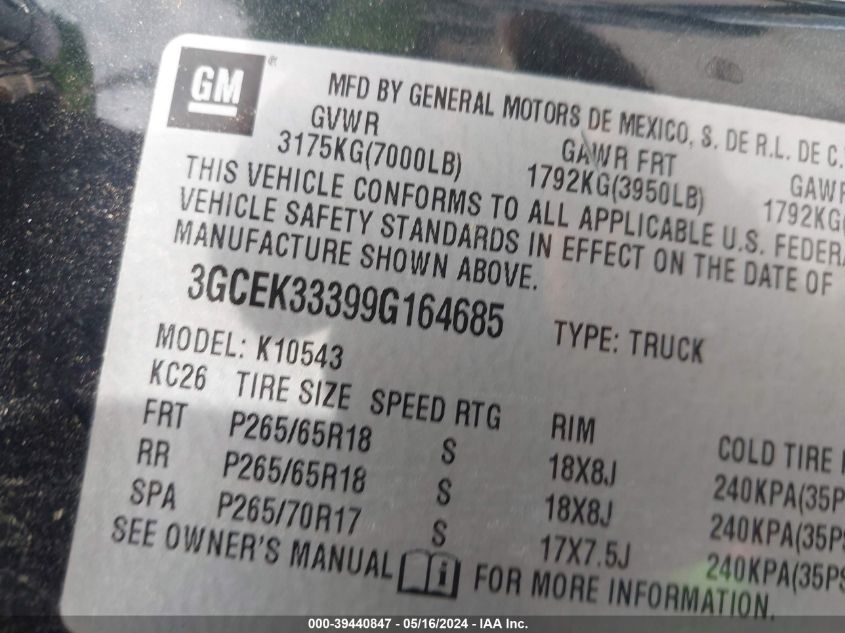 GM ®
MFD BY GENERAL MOTORS DE MEXICO, S. DE R.L. DE C.
GVWR GAWR FRT GAWR
3175KG(7000LB) 1792KG(3950LB) 1792KG(
THIS VEHICLE CONFORMS TO ALL APPLICABLE U.S. FEDERA
VEHICLE SAFETY STANDARDS IN EFFECT ON THE DATE OF
MANUFACTURE SHOWN ABOVE.
3GCEK33399G164685 TYPE: TRUCK
MODEL: K10543
KC26 TIRE SIZE SPEED RTG RIM COLD TIRE
FRT P265/65R18 S 18X8J 240KPA(35P
RR P265/65R18 S 18X8J 240KPA(35PS
SPA P265/70R17 S 17X7.5J 240KPA(35PS
SEE OWNER'S MANUAL i FOR MORE INFORMATION.
000-39440847 - 05/16/2024 - IAA Inc.